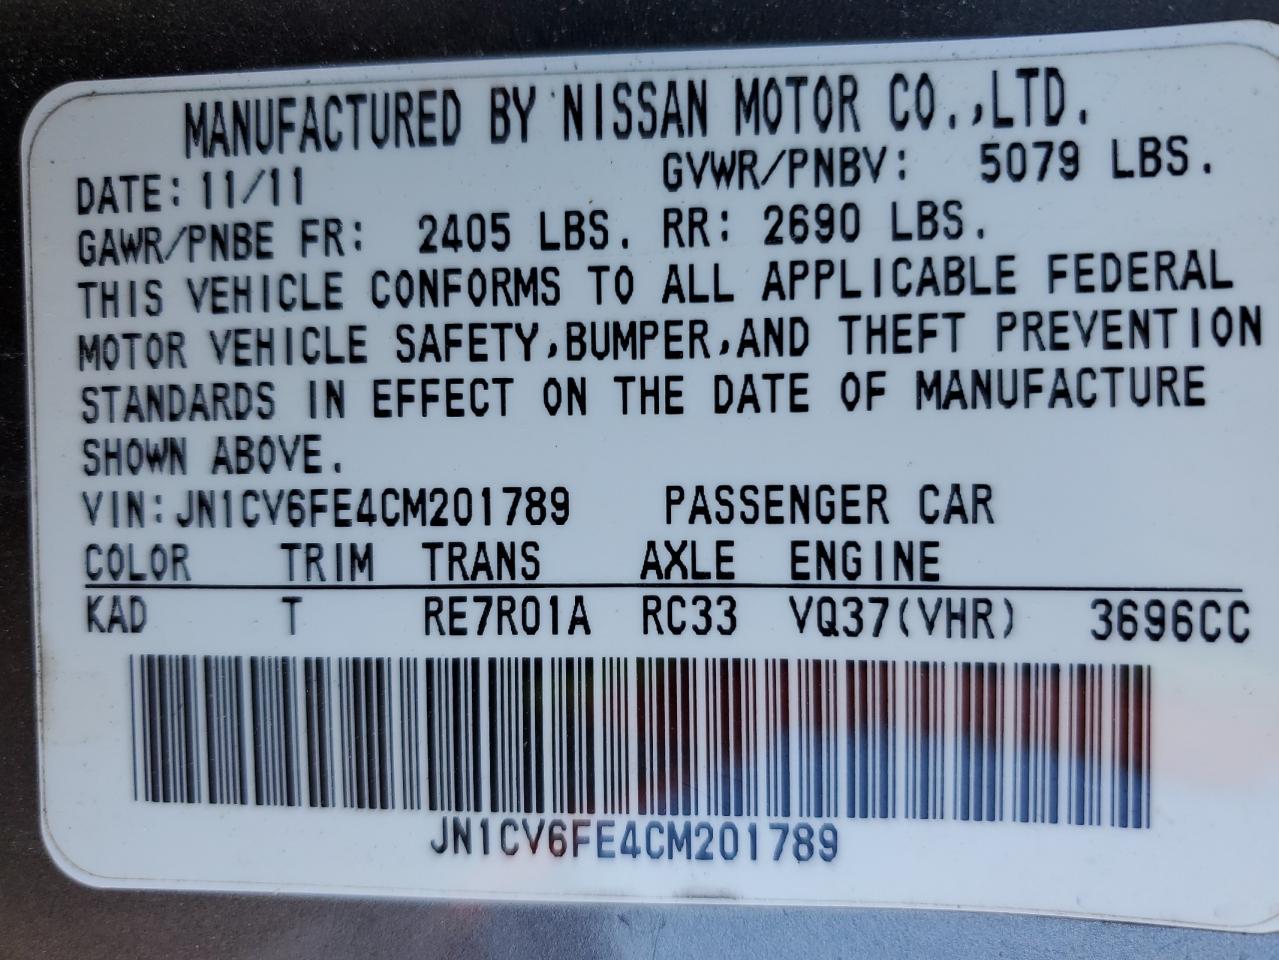 MANUFACTURED BY NISSAN MOTOR CO.,LTD.
DATE: 11/11 GVWR/PNBV: 5079 LBS.
GAWR/PNBE FR: 2405 LBS. RR: 2690 LBS.
THIS VEHICLE CONFORMS TO ALL APPLICABLE FEDERAL
MOTOR VEHICLE SAFETY,BUMPER,AND THEFT PREVENTION
STANDARDS IN EFFECT ON THE DATE OF MANUFACTURE
SHOWN ABOVE.
VIN:JN1CV6FE4CM201789 PASSENGER CAR
COLOR TRIM TRANS AXLE ENGINE
KAD T RE7R01A RC33 VQ37(VHR) 3696CC
JN1CV6FE4CM201789